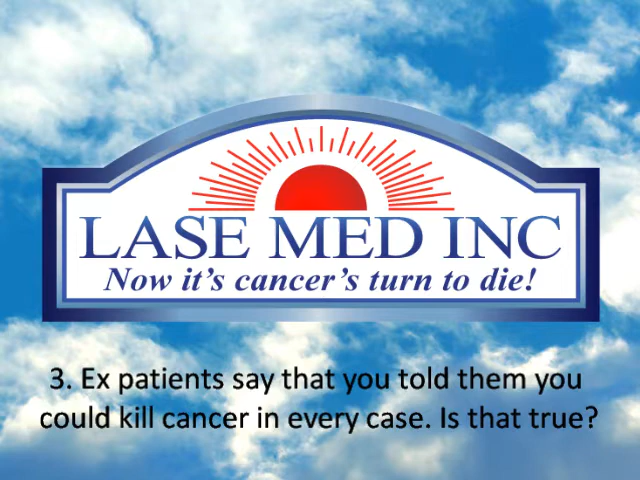 LASE MED INC
Now it's cancer's turn to die!
3. Ex patients say that you told them you
could kill cancer in every case. Is that true?